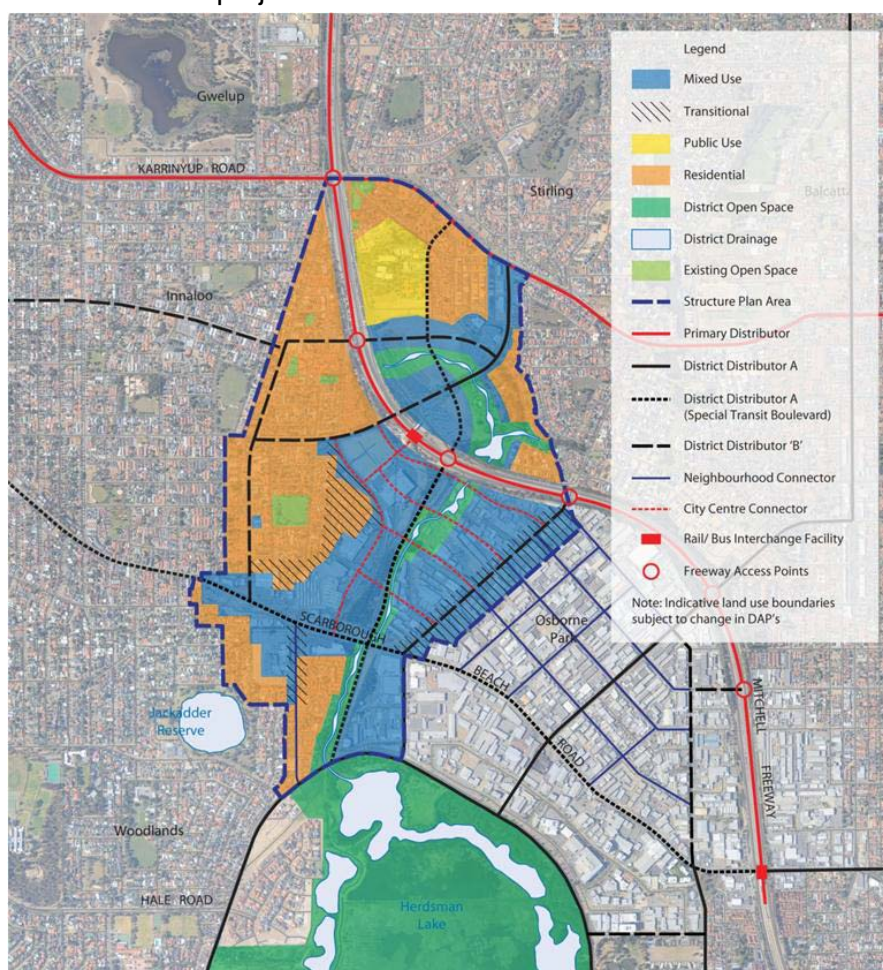 Gwelup
KARRINYUP ROAD
Stirling
Balcatta
Innaloo
Legend
Mixed Use
Transitional
Public Use
Residential
District Open Space
District Drainage
Existing Open Space
Structure Plan Area
Primary Distributor
District Distributor A
District Distributor A
(Special Transit Boulevard)
District Distributor ‘B’
Neighbourhood Connector
City Centre Connector
Rail/ Bus Interchange Facility
Freeway Access Points
Note: Indicative land use boundaries
subject to change in DAP's
Osborne
Park
SCARBOROUGH
BEACH
ROAD
MITCHELL
FREEWAY
Jackadder
Reserve
Woodlands
HALE ROAD
Herdsman
Lake